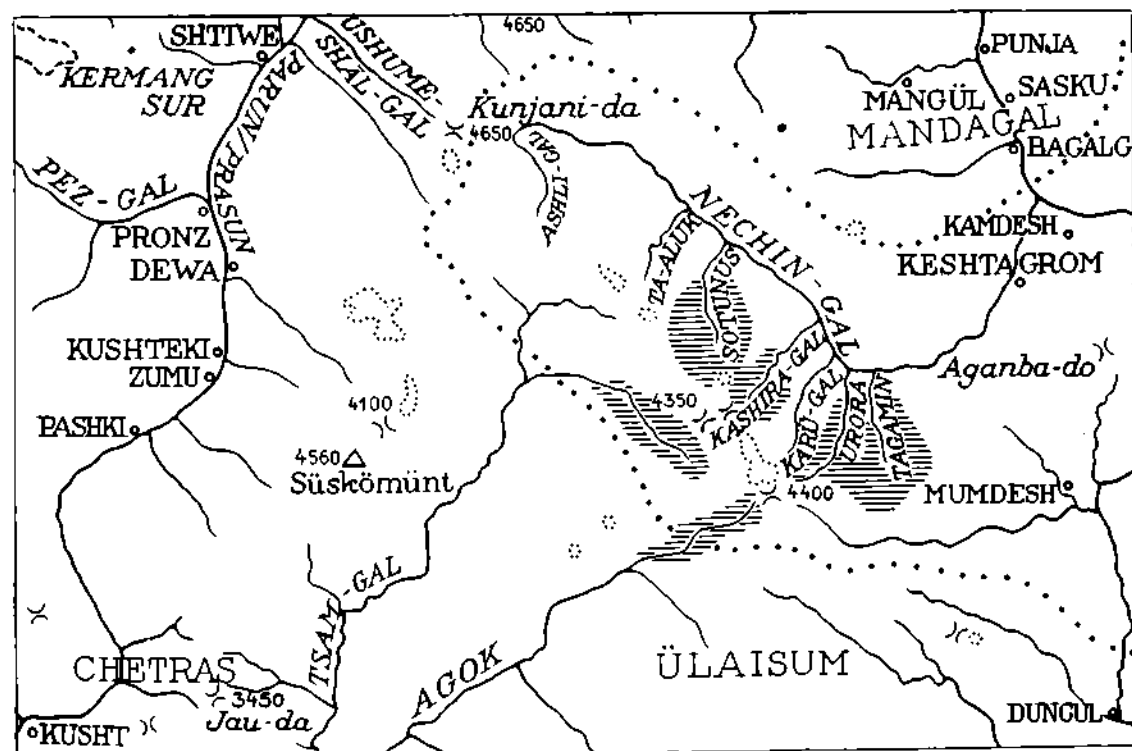 4650
SHTIWE
USHUME-
SHAL-GAL
PUNJA
KERMANG
SUR
PARUN/PRASUN
MANGÜL
SASKU
MANDAGAL
Kunjani-da
4650
BAGALG
ASHLI-GAL
PEZ-GAL
NECHIN-GAL
KAMDESH
PRONZ
DEWA
TA-ALUK
SOTUNUS
KESHTAGROM
KUSHTEKI
ZUMU
KASHIRA-GAL
Aganba-do
4100
4350
PASHKI
KARU-GAL
URORA
TAGAMIN
4560
Süskömünt
4400
MUMDESH
TSAM-GAL
CHETRAS
AGOK
ÜLAISUM
3450
Jau-da
KUSHT
DUNGUL